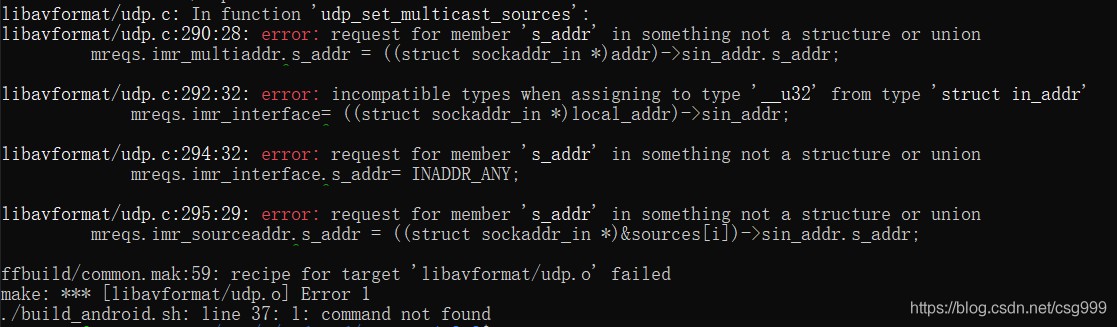 libavformat/udp.c: In function 'udp_set_multicast_sources':
libavformat/udp.c:290:28: error: request for member 's_addr' in something not a structure or union
mreqs.imr_multiaddr.s_addr = ((struct sockaddr_in *)addr)->sin_addr.s_addr;
^
libavformat/udp.c:292:32: error: incompatible types when assigning to type '__u32' from type 'struct in_addr'
mreqs.imr_interface= ((struct sockaddr_in *)local_addr)->sin_addr;
^
libavformat/udp.c:294:32: error: request for member 's_addr' in something not a structure or union
mreqs.imr_interface.s_addr= INADDR_ANY;
^
libavformat/udp.c:295:29: error: request for member 's_addr' in something not a structure or union
mreqs.imr_sourceaddr.s_addr = ((struct sockaddr_in *)&sources[i])->sin_addr.s_addr;
^
ffbuild/common.mak:59: recipe for target 'libavformat/udp.o' failed
make: *** [libavformat/udp.o] Error 1
./build_android.sh: line 37: l: command not found
https://blog.csdn.net/csg999